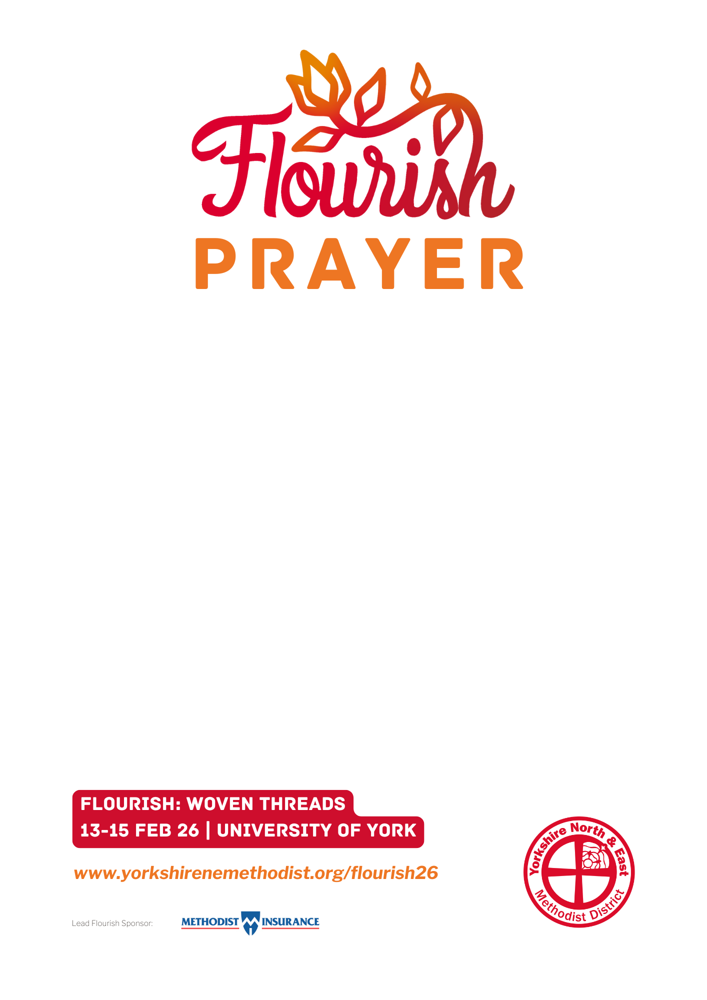 Flourish
PRAYER
FLOURISH: WOVEN THREADS
13-15 FEB 26 | UNIVERSITY OF YORK
www.yorkshirenemethodist.org/flourish26
Lead Flourish Sponsor:
METHODIST INSURANCE
Yorkshire North & East
Methodist District